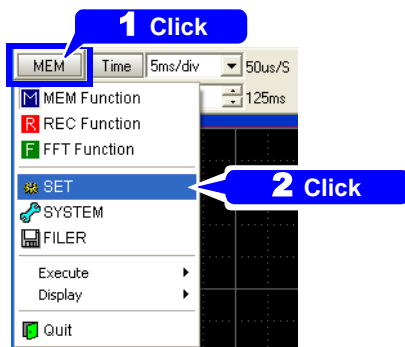 1 Click
MEM Time 5ms/div 50us/S
M MEM Function 125ms
R REC Function
F FFT Function
SET 2 Click
SYSTEM
FILER
Execute
Display
Quit